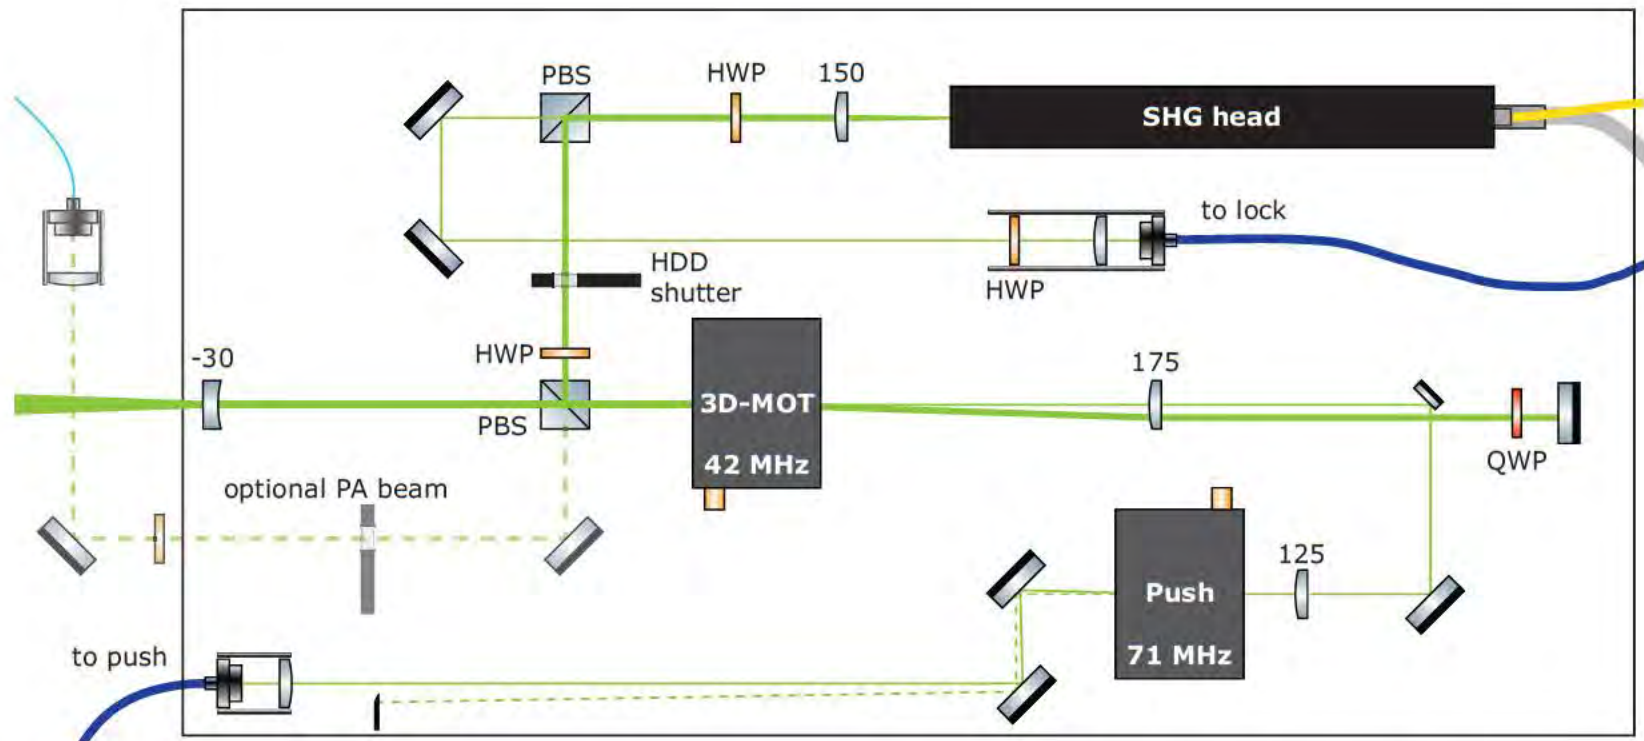 PBS
HWP
150
SHG head
to lock
HWP
HDD
shutter
-30
HWP
PBS
3D-MOT
42 MHz
175
QWP
optional PA beam
125
Push
71 MHz
to push